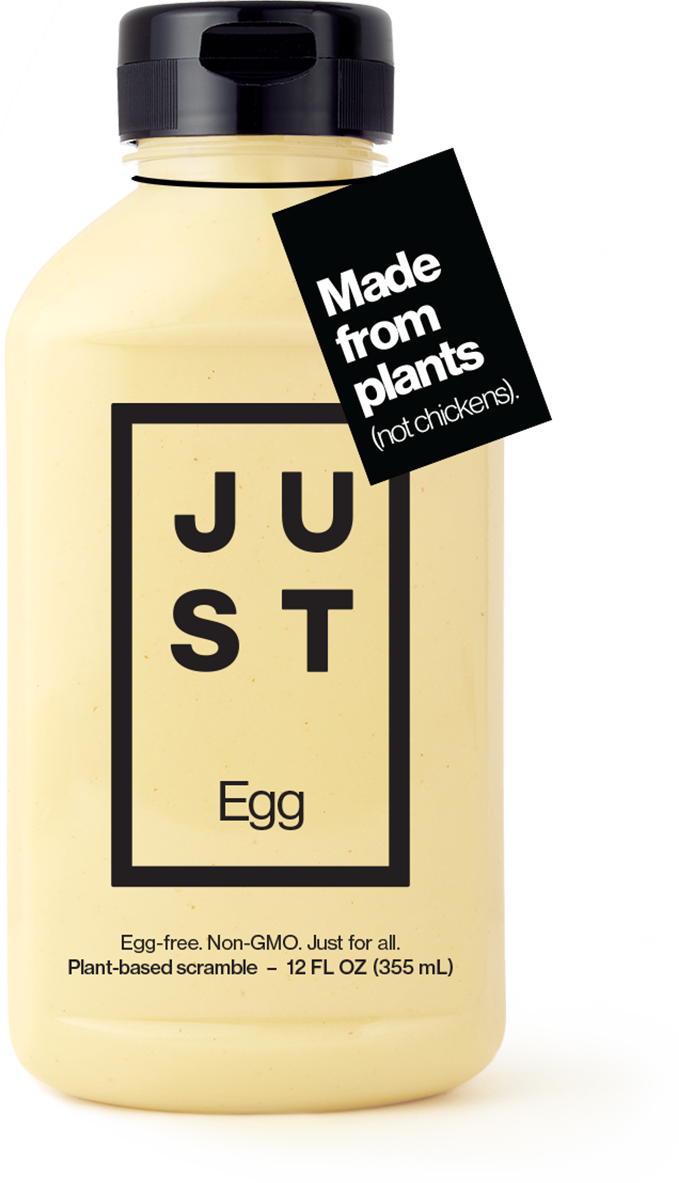 Made
from
plants
(not chickens).
J U
S T
Egg
Egg-free. Non-GMO. Just for all.
Plant-based scramble – 12 FL OZ (355 mL)